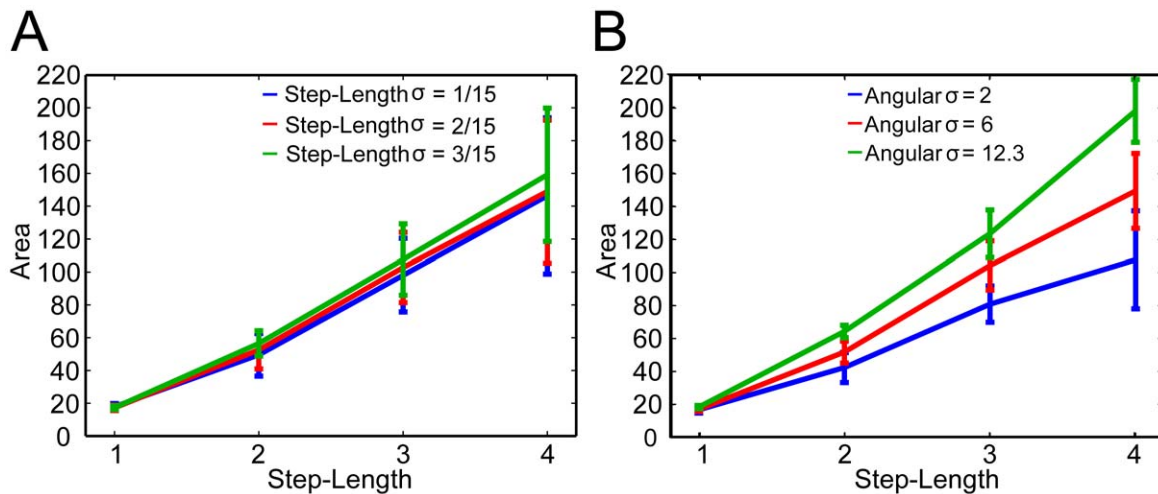 A
220
200
180
160
140
120
100
80
60
40
20
0
Area
Step-Length σ = 1/15
Step-Length σ = 2/15
Step-Length σ = 3/15
1 2 3 4
Step-Length
B
220
200
180
160
140
120
100
80
60
40
20
0
Area
Angular σ = 2
Angular σ = 6
Angular σ = 12.3
1 2 3 4
Step-Length